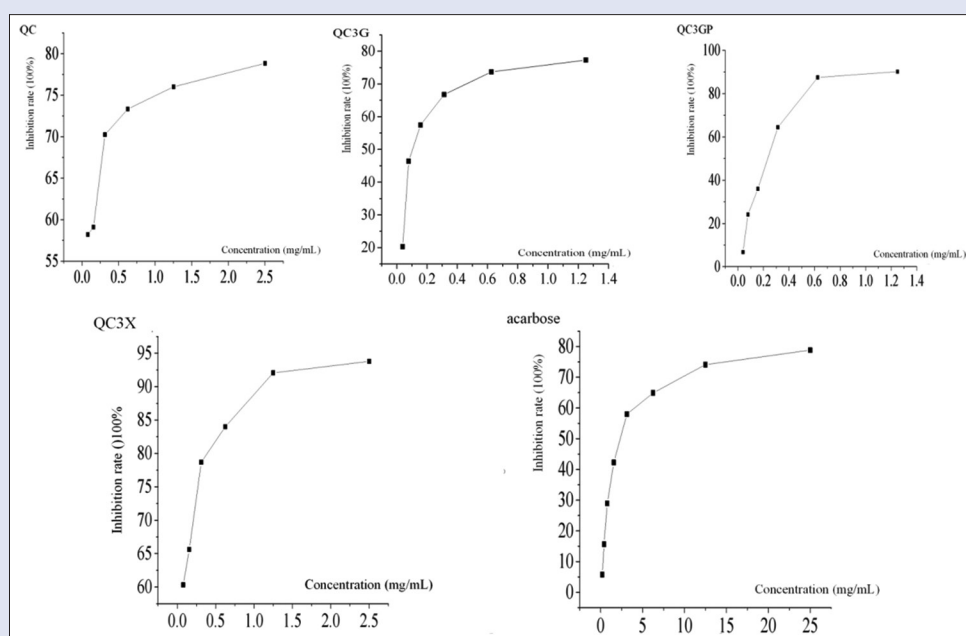 QC
80
75
70
65
60
55
Inhibition rate (100%)
Concentration (mg/mL)
0.0 0.5 1.0 1.5 2.0 2.5
QC3G
80
70
60
50
40
30
20
Inhibition rate (100%)
Concentration (mg/mL)
0.0 0.2 0.4 0.6 0.8 1.0 1.2 1.4
QC3GP
100
80
60
40
20
0
Inhibition rate (100%)
Concentration (mg/mL)
0.0 0.2 0.4 0.6 0.8 1.0 1.2 1.4
QC3X
95
90
85
80
75
70
65
60
Inhibition rate ()100%
Concentration (mg/mL)
0.0 0.5 1.0 1.5 2.0 2.5
acarbose
80
70
60
50
40
30
20
10
0
Inhibition rate (100%)
Concentration (mg/mL)
0 5 10 15 20 25